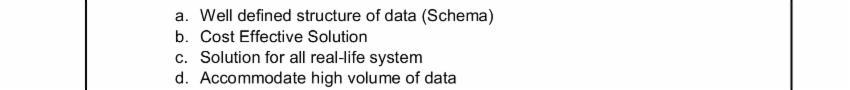 a. Well defined structure of data (Schema)
b. Cost Effective Solution
c. Solution for all real-life system
d. Accommodate high volume of data